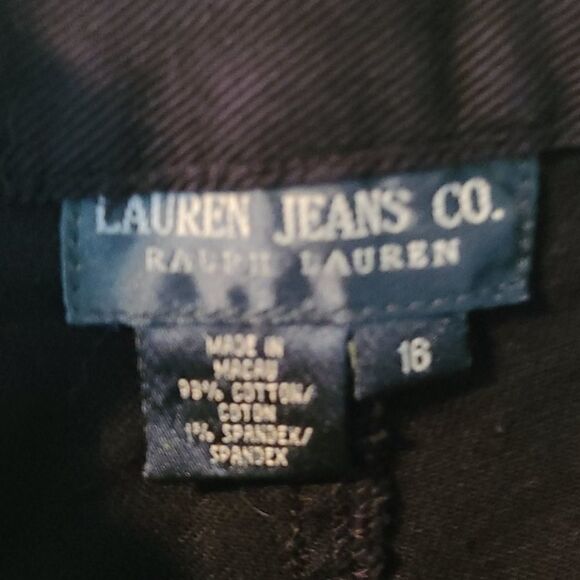 LAUREN JEANS CO.
RALPH LAUREN
16
MADE IN
MACAU
99% COTTON/
COTON
1% SPANDEX/
SPANDEX